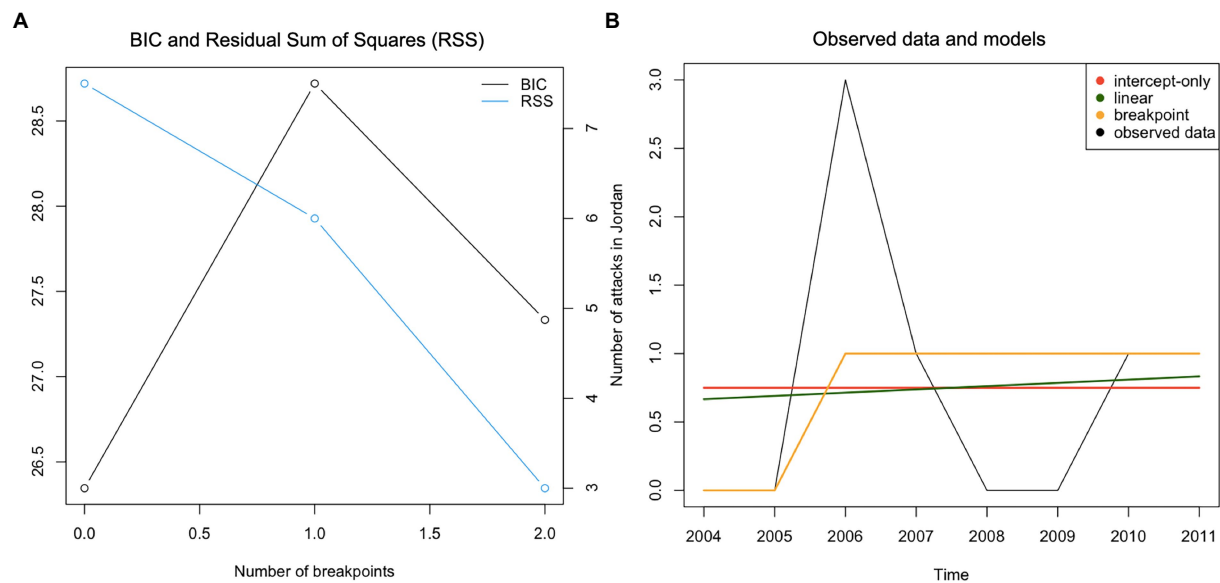 A
BIC and Residual Sum of Squares (RSS)
BIC
RSS
28.5
28.0
27.5
27.0
26.5
7
6
5
4
3
0.0 0.5 1.0 1.5 2.0
Number of breakpoints
B
Observed data and models
intercept-only
linear
breakpoint
observed data
Number of attacks in Jordan
3.0
2.5
2.0
1.5
1.0
0.5
0.0
2004 2005 2006 2007 2008 2009 2010 2011
Time